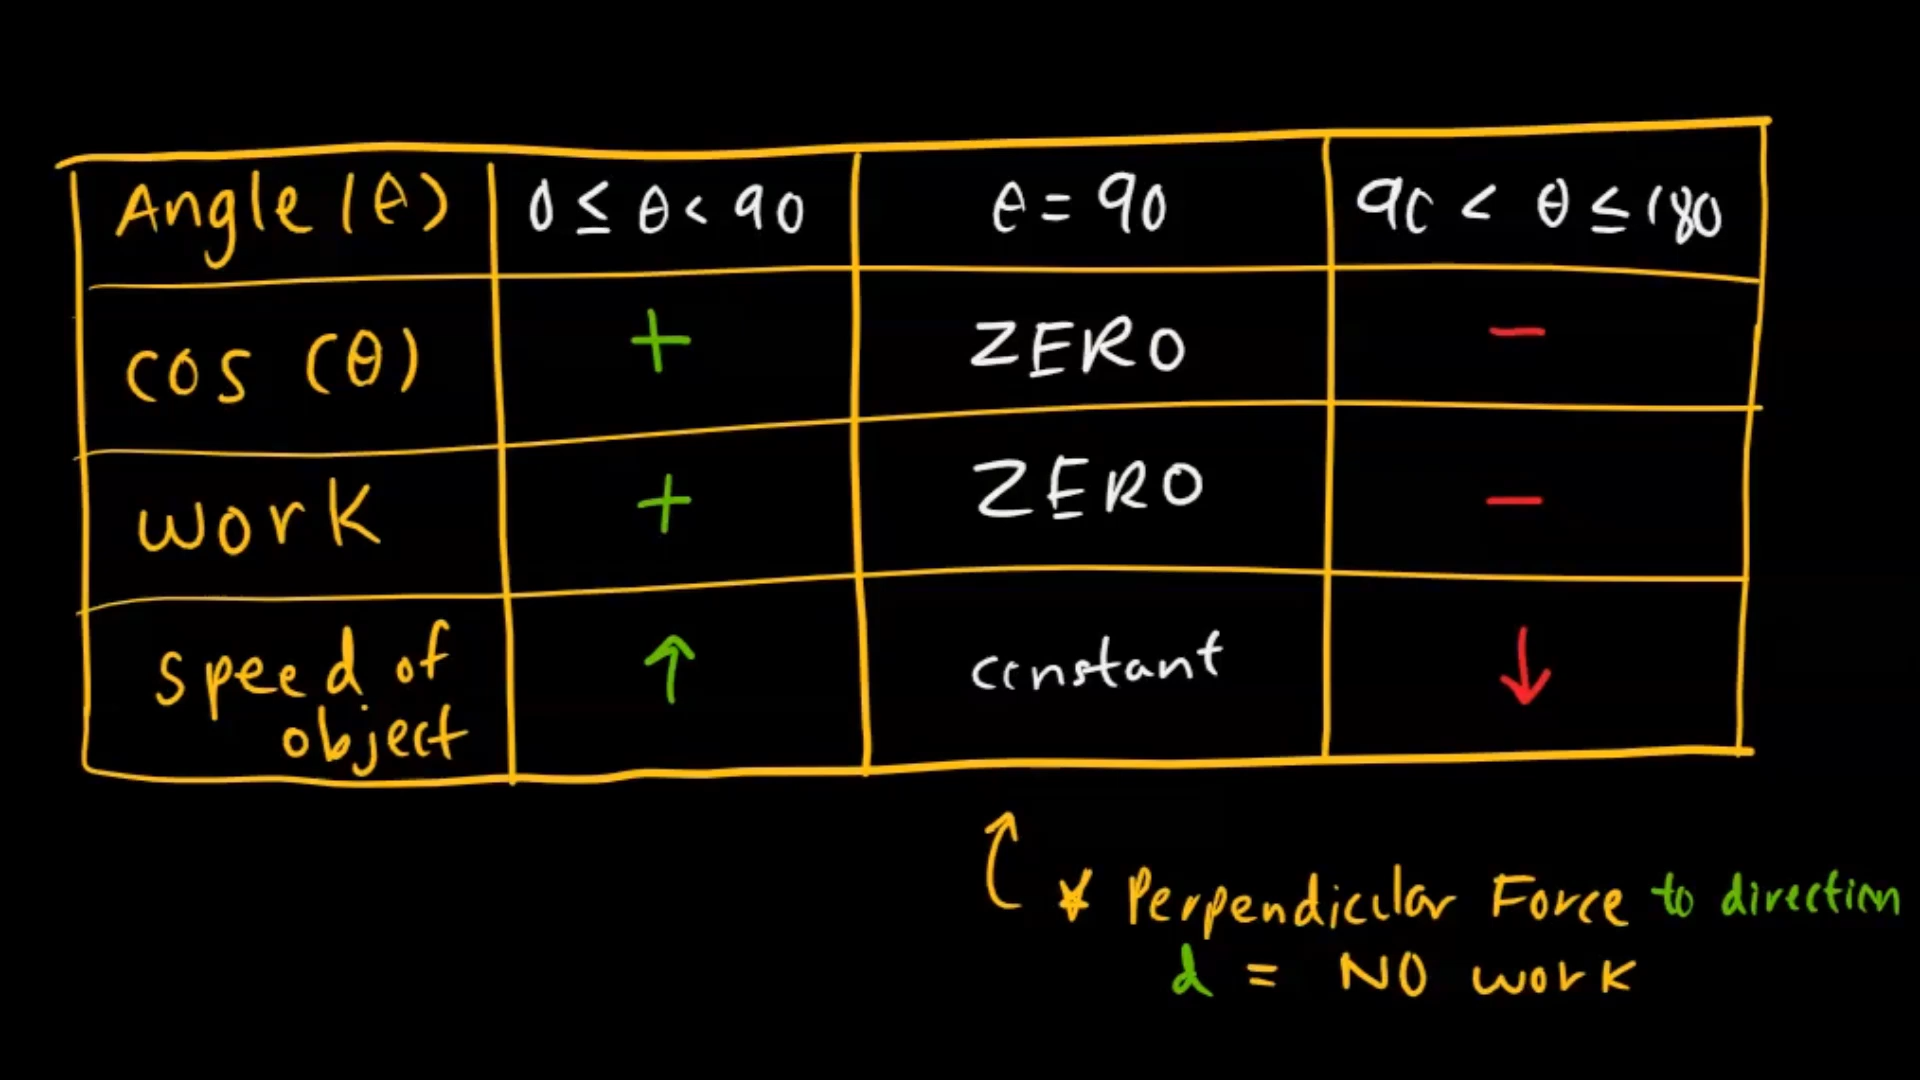 Angle (θ) 0 ≤ θ < 90 θ = 90 90 < θ ≤ 180
cos (θ) + ZERO −
work + ZERO −
speed of object ↑ constant ↓
* Perpendicular Force to direction
d = NO work